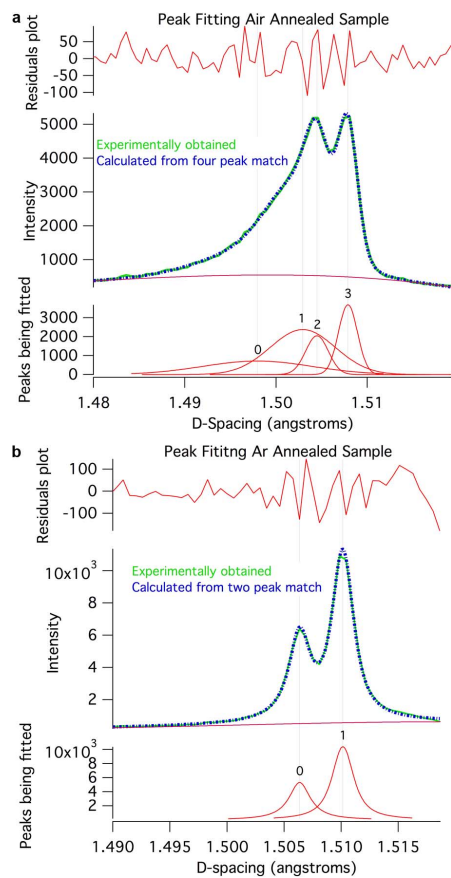 a
Peak Fitting Air Annealed Sample
Residuals plot
50
0
-50
-100
Experimentally obtained
Calculated from four peak match
Intensity
5000
4000
3000
2000
1000
Peaks being fitted
3000
2000
1000
0
0
1
2
3
1.48
1.49
1.50
1.51
D-Spacing (angstroms)
b
Peak Fititng Ar Annealed Sample
Residuals plot
100
0
-100
Experimentally obtained
Calculated from two peak match
Intensity
10x10³
8
6
4
2
Peaks being fitted
10x10³
8
6
4
2
0
1
1.490
1.495
1.500
1.505
1.510
1.515
D-spacing (angstroms)